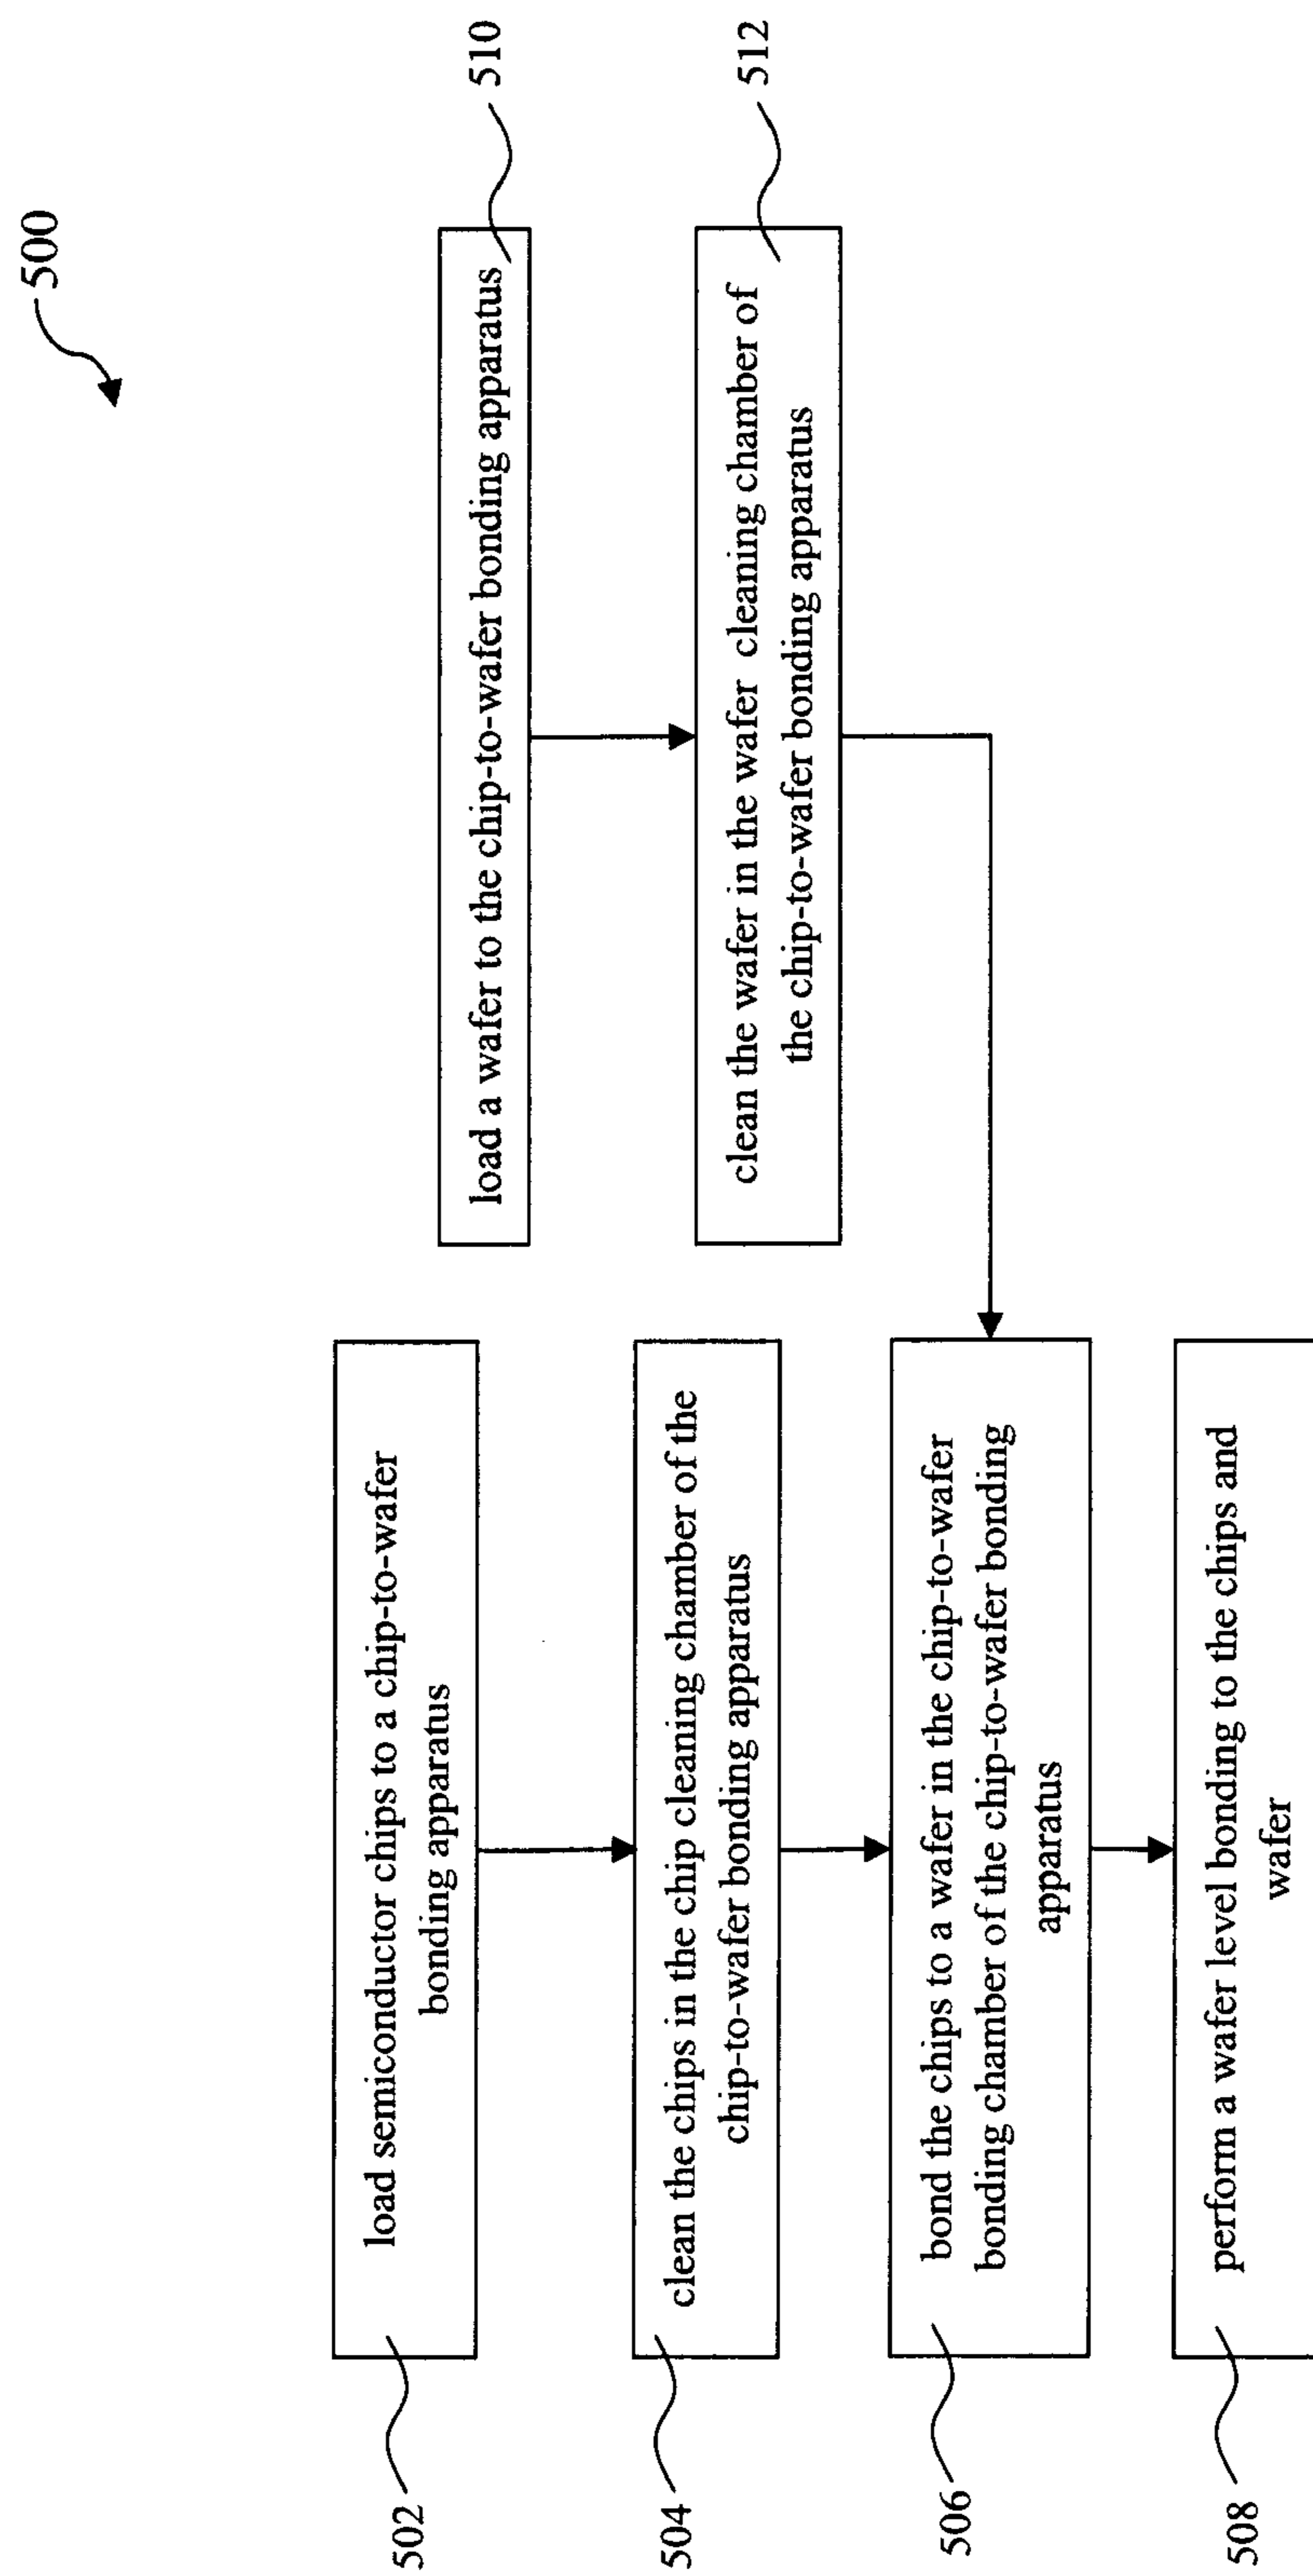 500
502
load semiconductor chips to a chip-to-wafer
bonding apparatus
504
clean the chips in the chip cleaning chamber of the
chip-to-wafer bonding apparatus
506
bond the chips to a wafer in the chip-to-wafer
bonding chamber of the chip-to-wafer bonding
apparatus
508
perform a wafer level bonding to the chips and
wafer
load a wafer to the chip-to-wafer bonding apparatus
510
clean the wafer in the wafer cleaning chamber of
the chip-to-wafer bonding apparatus
512